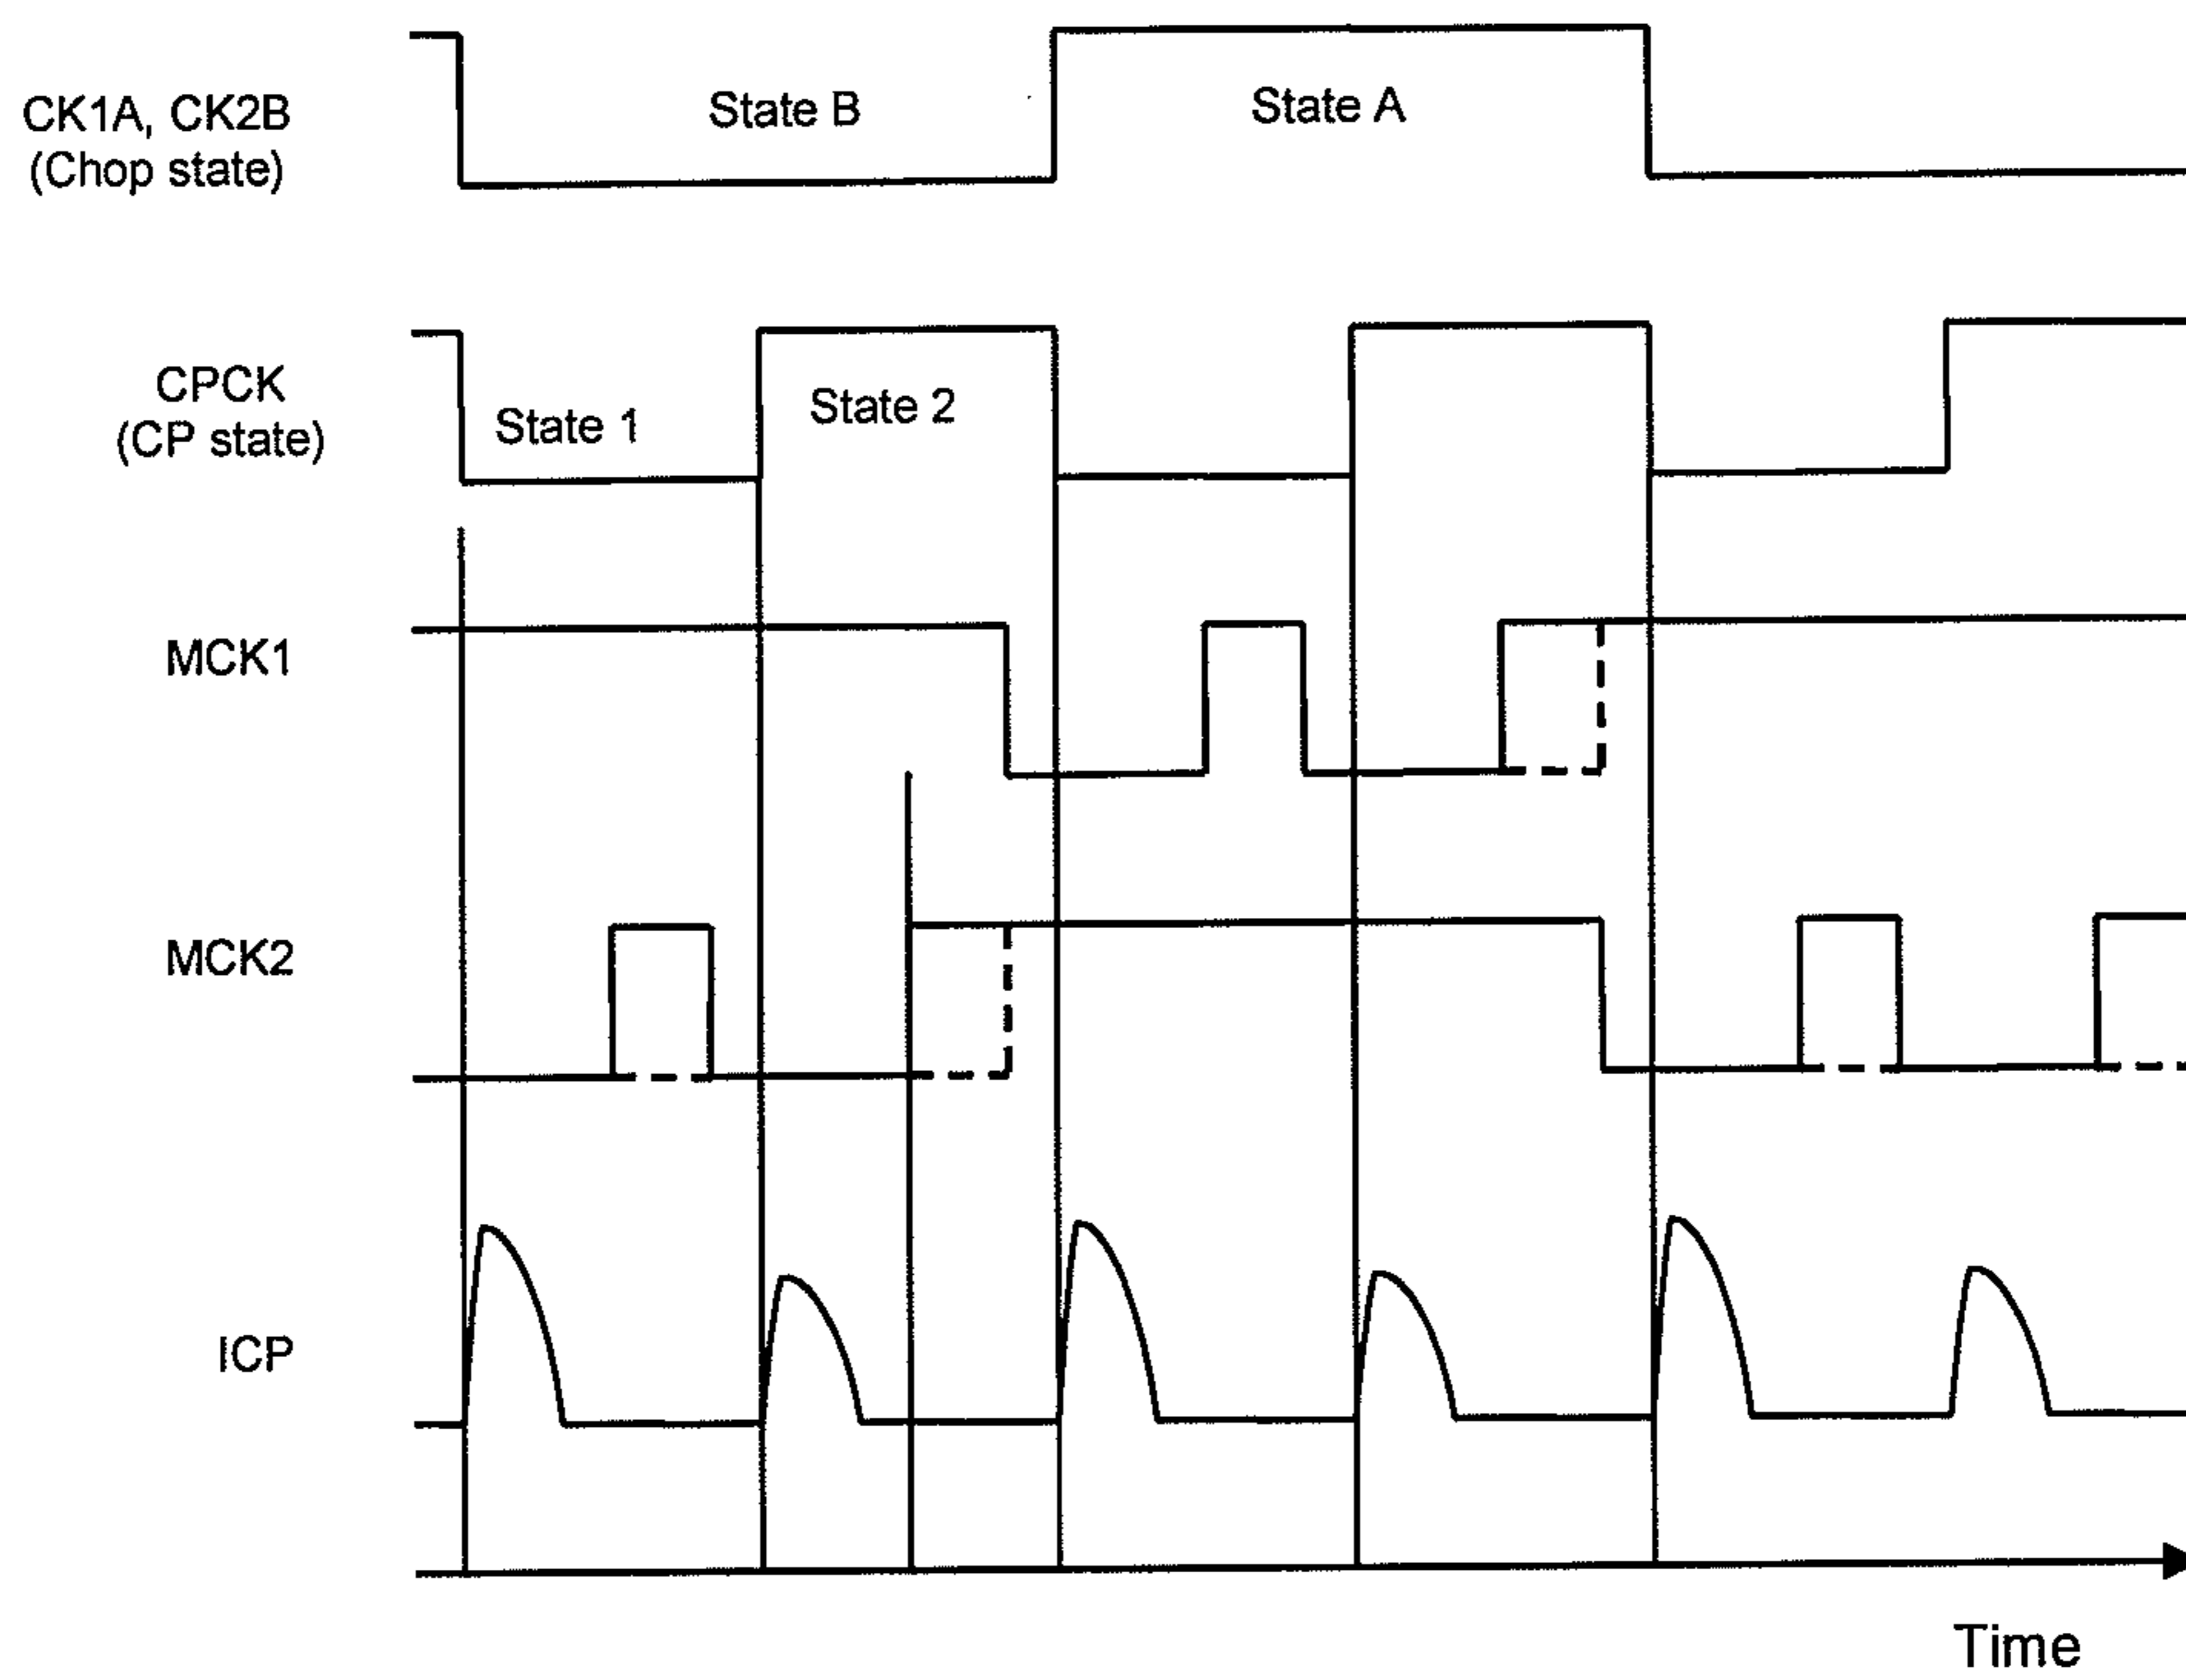 CK1A, CK2B
(Chop state)
State B
State A
CPCK
(CP state)
State 1
State 2
MCK1
MCK2
ICP
Time